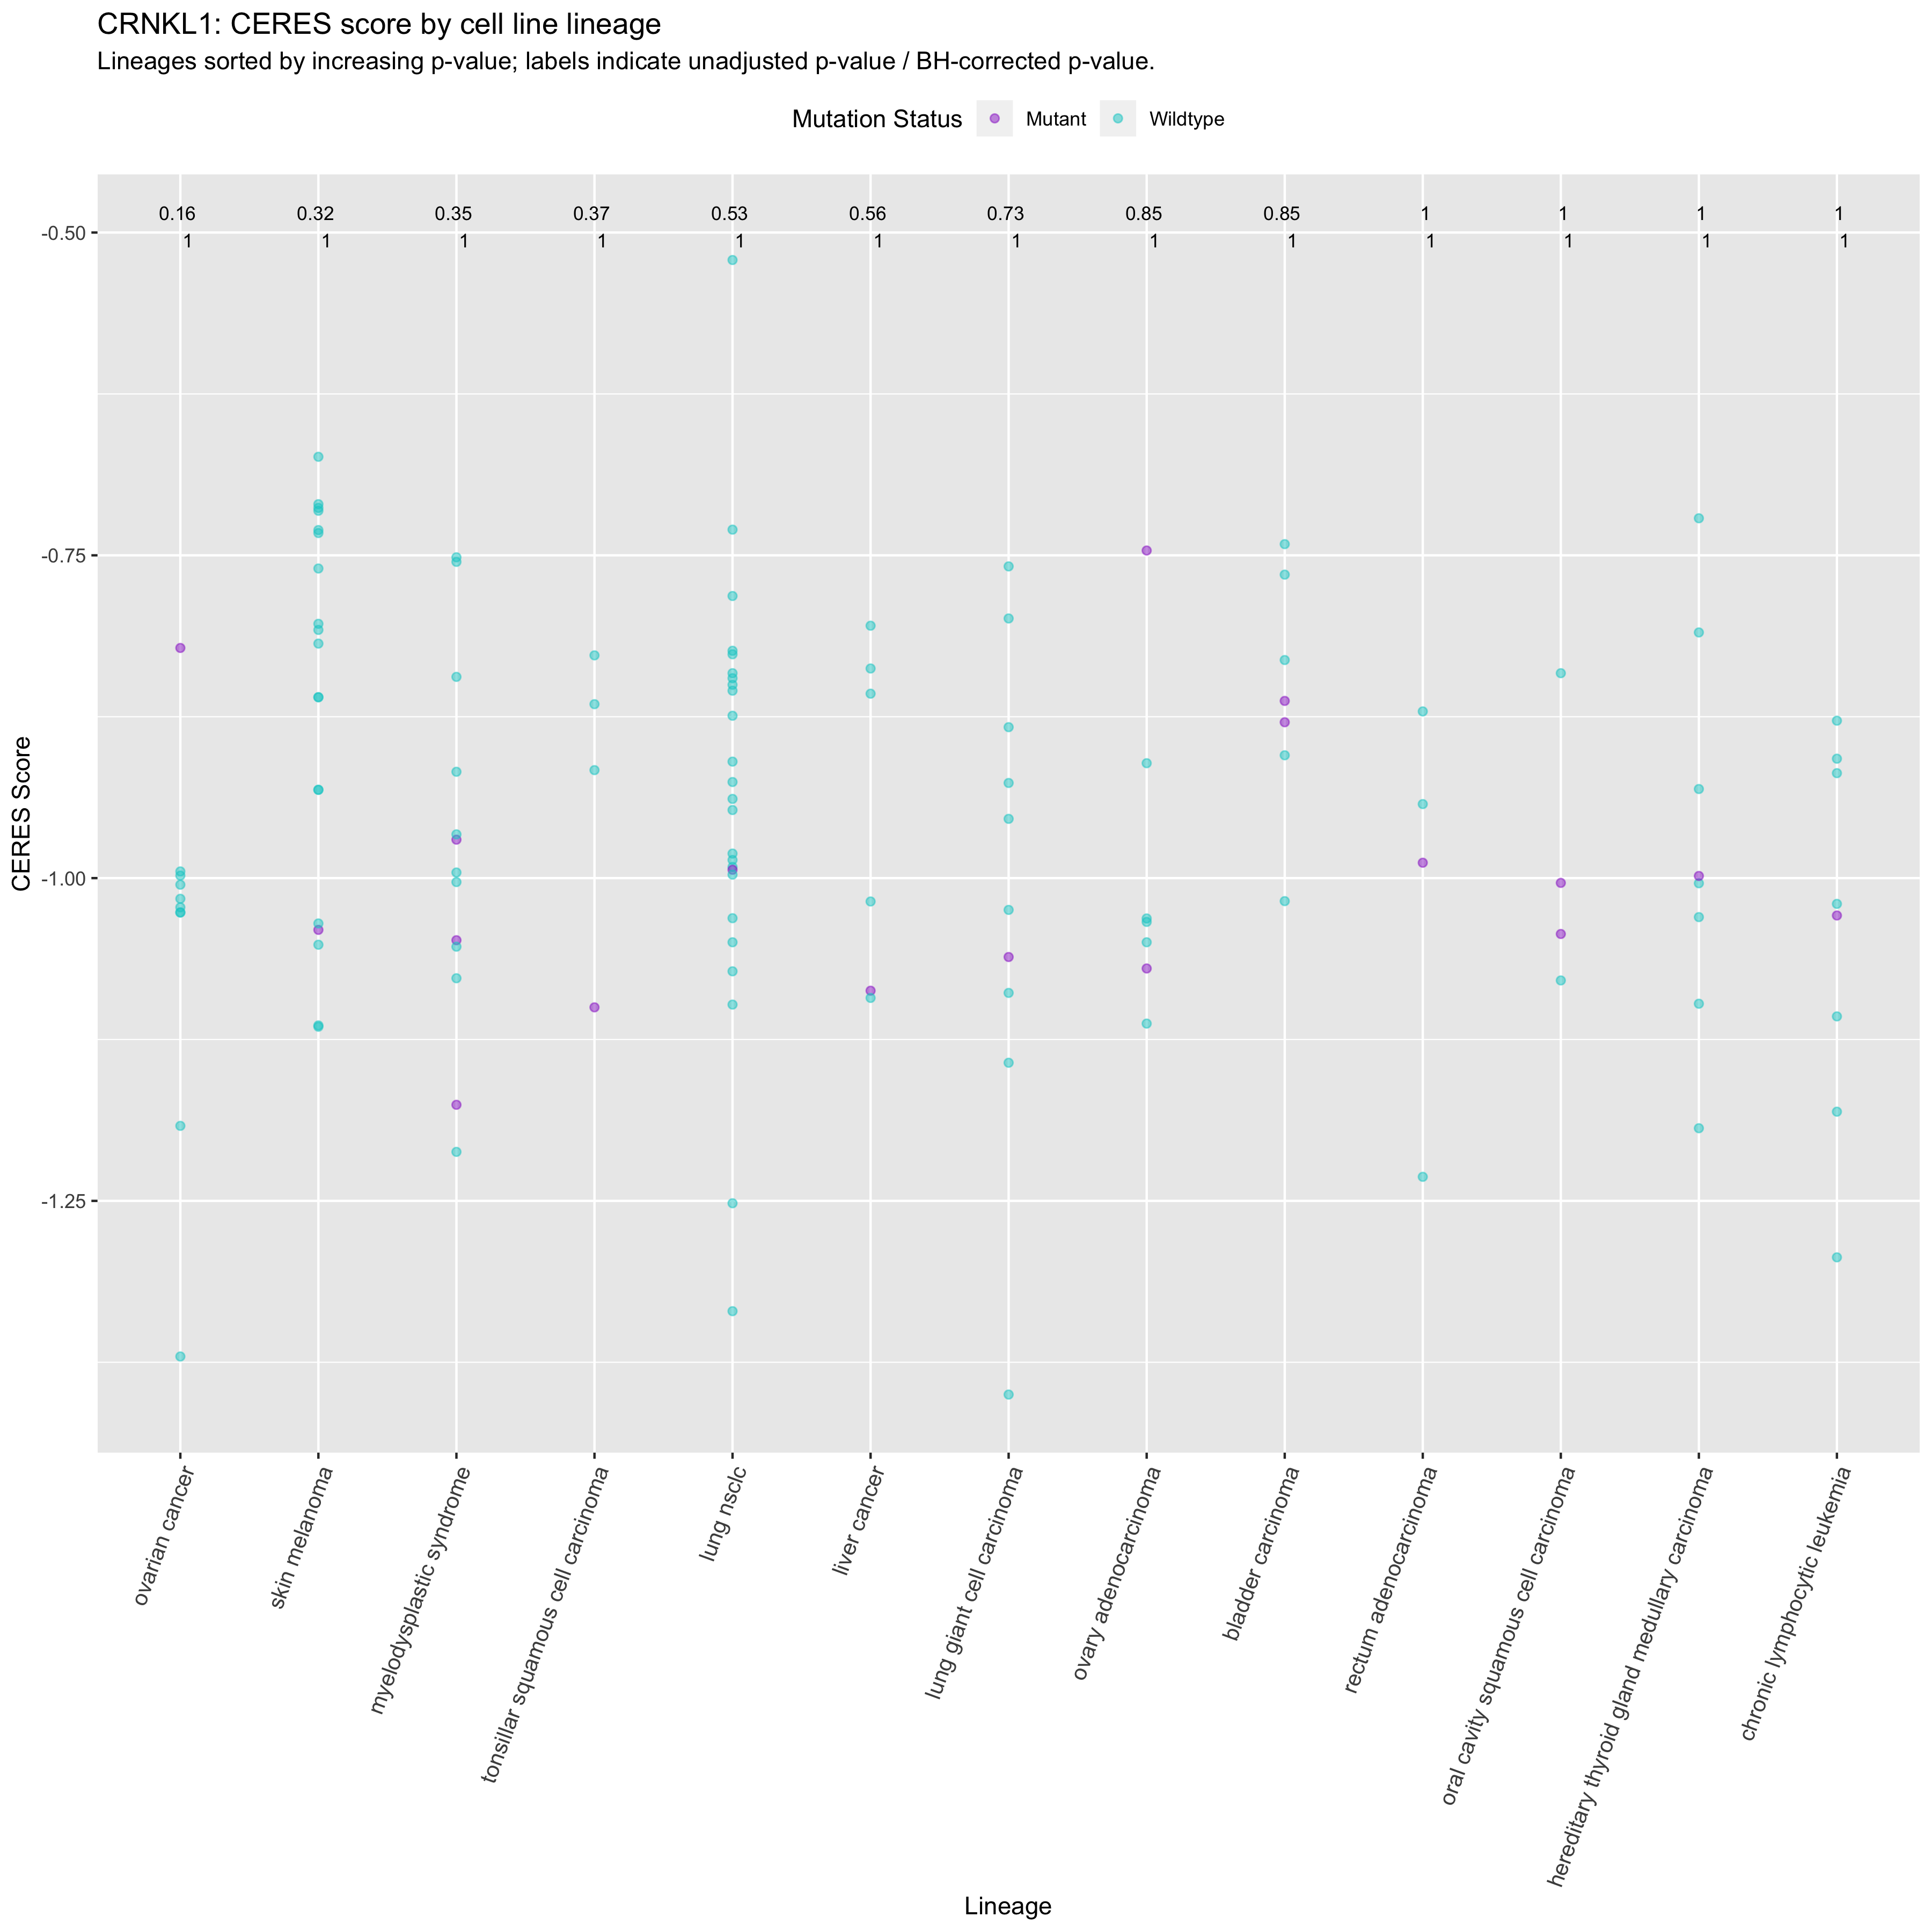 CRNKL1: CERES score by cell line lineage
Lineages sorted by increasing p-value; labels indicate unadjusted p-value / BH-corrected p-value.
Mutation Status Mutant Wildtype
0.16 0.32 0.35 0.37 0.53 0.56 0.73 0.85 0.85 1 1 1 1
1 1 1 1 1 1 1 1 1 1 1 1 1
-0.50
-0.75
-1.00
-1.25
CERES Score
ovarian cancer
skin melanoma
myelodysplastic syndrome
tonsillar squamous cell carcinoma
lung nsclc
liver cancer
lung giant cell carcinoma
ovary adenocarcinoma
bladder carcinoma
rectum adenocarcinoma
oral cavity squamous cell carcinoma
hereditary thyroid gland medullary carcinoma
chronic lymphocytic leukemia
Lineage